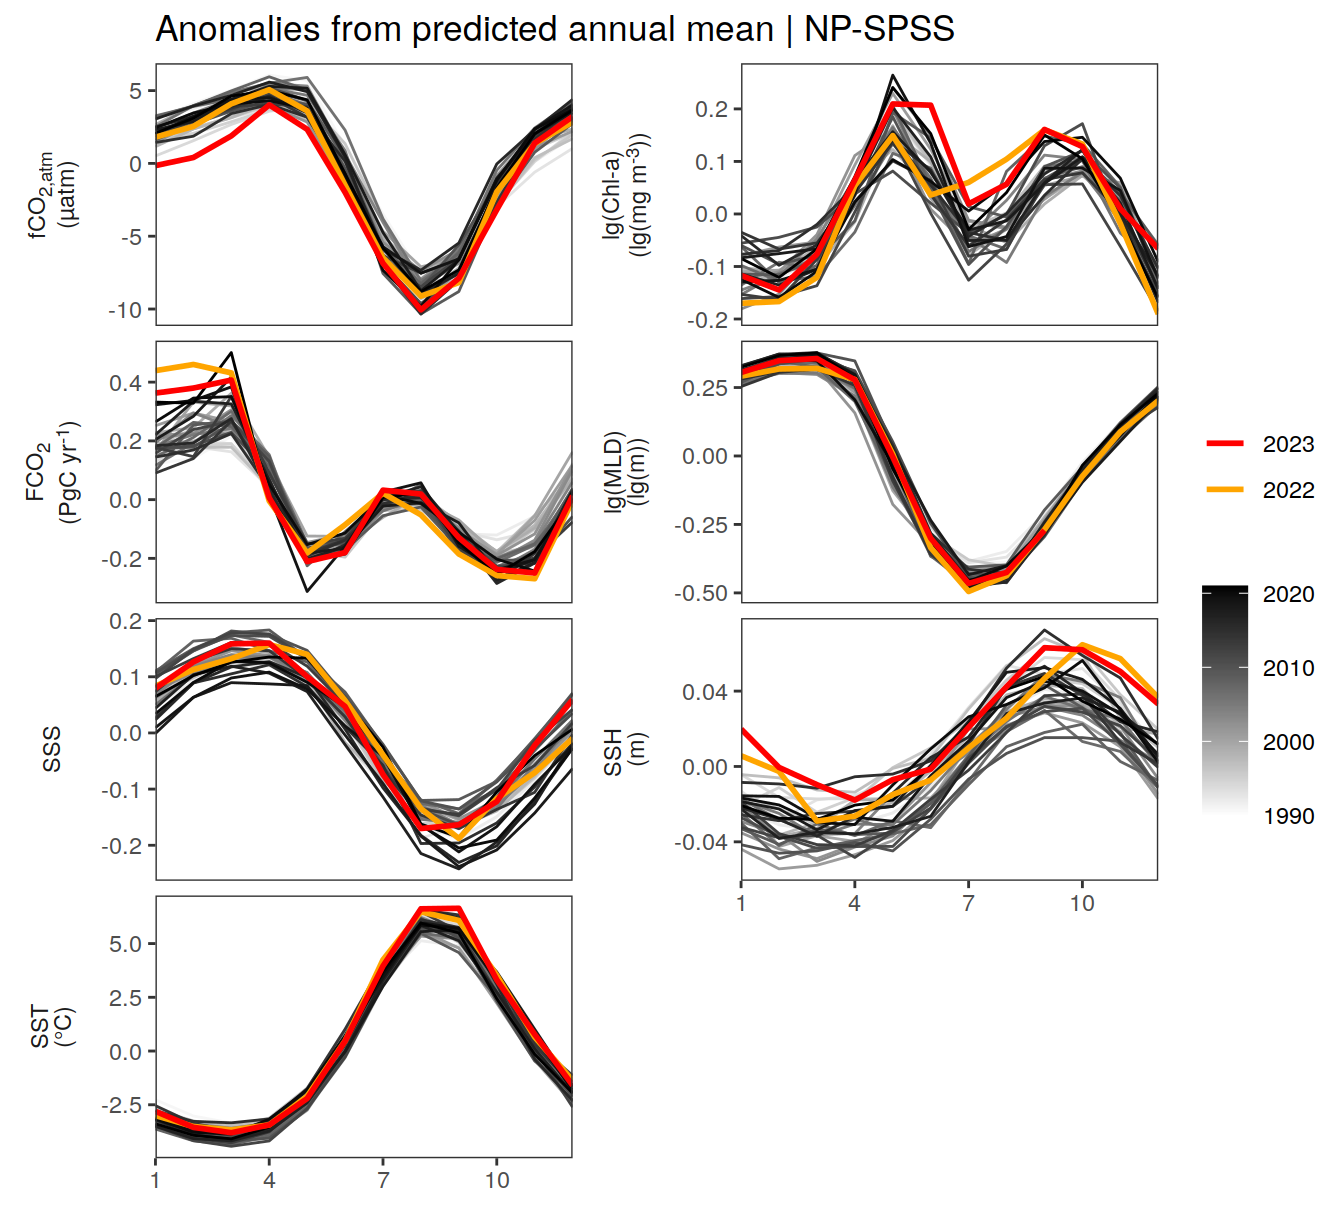 Anomalies from predicted annual mean | NP-SPSS
fCO2,atm
(µatm)
5
0
-5
-10
lg(Chl-a)
(lg(mg m-3))
0.2
0.1
0.0
-0.1
-0.2
FCO2
(PgC yr-1)
0.4
0.2
0.0
-0.2
lg(MLD)
(lg(m))
0.25
0.00
-0.25
-0.50
SSS
0.2
0.1
0.0
-0.1
-0.2
SSH
(m)
0.04
0.00
-0.04
1 4 7 10
SST
(°C)
5.0
2.5
0.0
-2.5
1 4 7 10
2023
2022
2020
2010
2000
1990